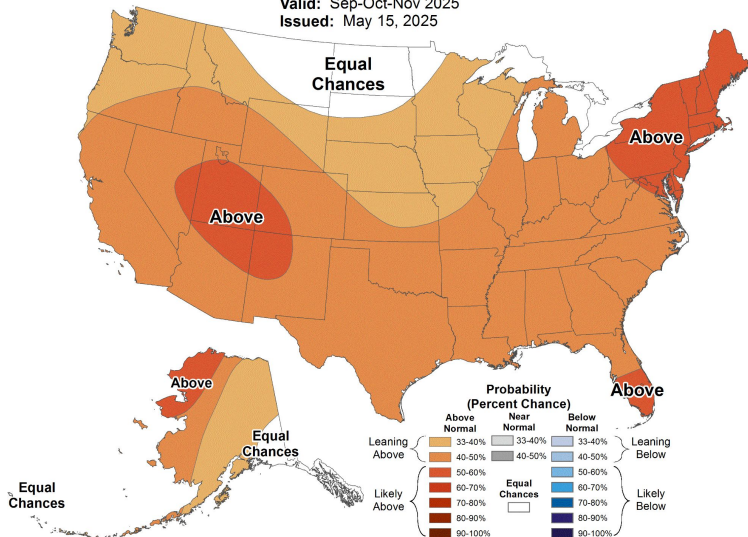 Valid: Sep-Oct-Nov 2025
Issued: May 15, 2025
Equal
Chances
Above
Above
Above
Above
Equal
Chances
Equal
Chances
Probability
(Percent Chance)
Above
Normal
Near
Normal
Below
Normal
Leaning
Above
33-40%
33-40%
33-40%
Leaning
Below
40-50%
40-50%
40-50%
Likely
Above
50-60%
60-70%
70-80%
80-90%
90-100%
Equal
Chances
50-60%
60-70%
70-80%
80-90%
90-100%
Likely
Below